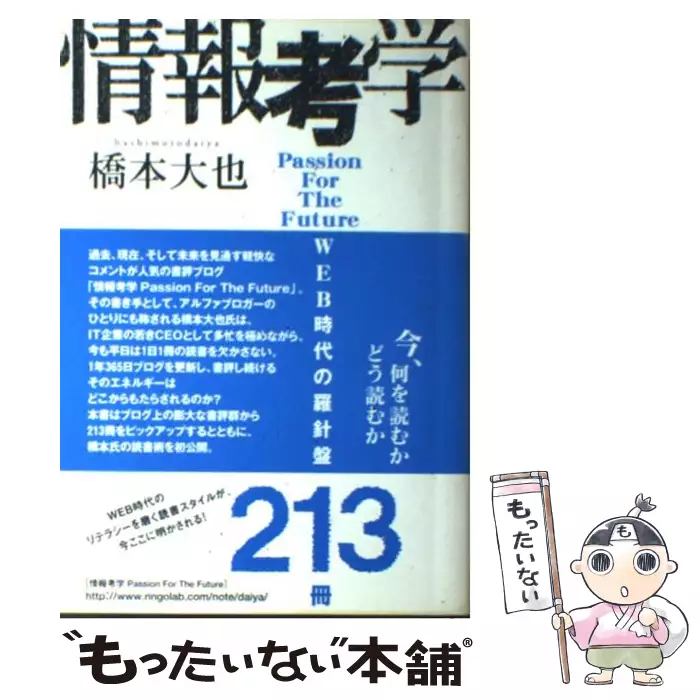 情報考学
hashimotodaiya
橋本大也
Passion
For
The
Future
WEB時代の羅針盤
今、
何を読むか
どう読むか
過去、現在、そして未来を見通す軽快な
コメントが人気の書評ブログ
「情報考学 Passion For The Future」。
その書き手として、アルファブロガーの
ひとりにも称される橋本大也氏は、
IT企業の若きCEOとして多忙を極めながら、
今も平日は1日1冊の読書を欠かさない。
1年365日ブログを更新し、書評し続ける
そのエネルギーは
どこからもたらされるのか?
本書はブログ上の膨大な書評群から
213冊をピックアップするとともに、
橋本氏の読書術を初公開。
WEB時代の
リテラシーを磨く読書スタイルが、
今ここに明かされる!
213
冊
[情報考学 Passion For The Future]
http://www.ringolab.com/note/daiya/
もったいない
も
"もったいない本舗®